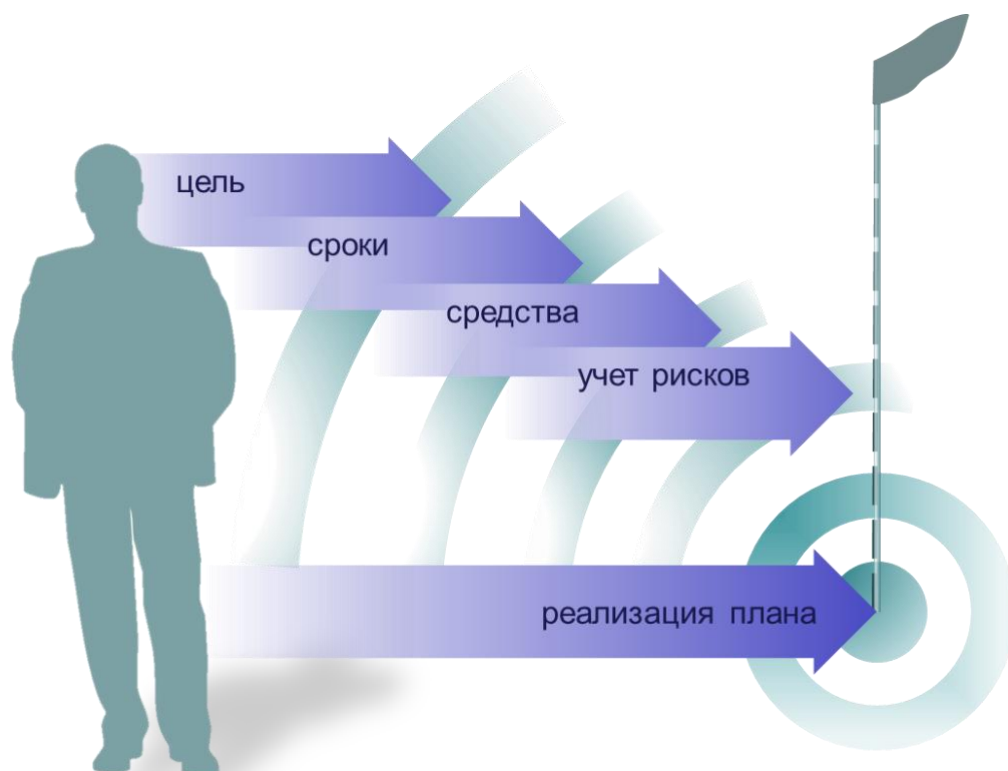 цель
сроки
средства
учет рисков
реализация плана